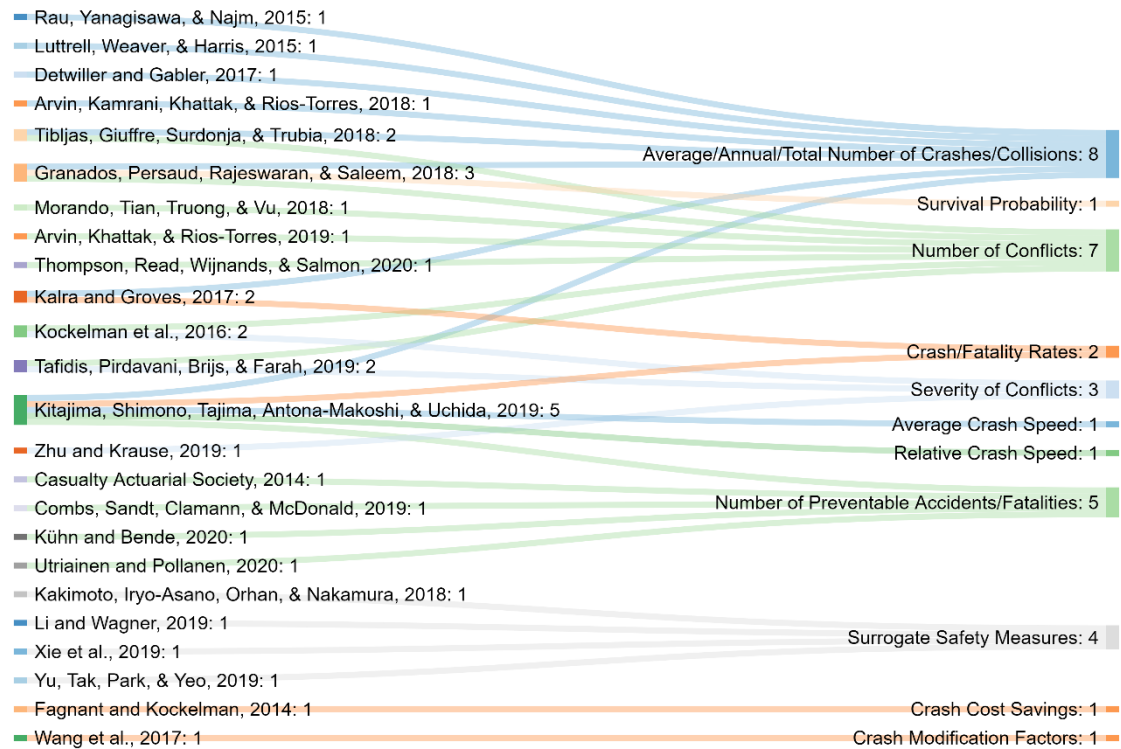 Rau, Yanagisawa, & Najm, 2015: 1
Luttrell, Weaver, & Harris, 2015: 1
Detwiller and Gabler, 2017: 1
Arvin, Kamrani, Khattak, & Rios-Torres, 2018: 1
Tibljas, Giuffre, Surdonja, & Trubia, 2018: 2
Granados, Persaud, Rajeswaran, & Saleem, 2018: 3
Morando, Tian, Truong, & Vu, 2018: 1
Arvin, Khattak, & Rios-Torres, 2019: 1
Thompson, Read, Wijnands, & Salmon, 2020: 1
Kalra and Groves, 2017: 2
Kockelman et al., 2016: 2
Tafidis, Pirdavani, Brijs, & Farah, 2019: 2
Kitajima, Shimono, Tajima, Antona-Makoshi, & Uchida, 2019: 5
Zhu and Krause, 2019: 1
Casualty Actuarial Society, 2014: 1
Combs, Sandt, Clamann, & McDonald, 2019: 1
Kühn and Bende, 2020: 1
Utriainen and Pollanen, 2020: 1
Kakimoto, Iryo-Asano, Orhan, & Nakamura, 2018: 1
Li and Wagner, 2019: 1
Xie et al., 2019: 1
Yu, Tak, Park, & Yeo, 2019: 1
Fagnant and Kockelman, 2014: 1
Wang et al., 2017: 1
Average/Annual/Total Number of Crashes/Collisions: 8
Survival Probability: 1
Number of Conflicts: 7
Crash/Fatality Rates: 2
Severity of Conflicts: 3
Average Crash Speed: 1
Relative Crash Speed: 1
Number of Preventable Accidents/Fatalities: 5
Surrogate Safety Measures: 4
Crash Cost Savings: 1
Crash Modification Factors: 1